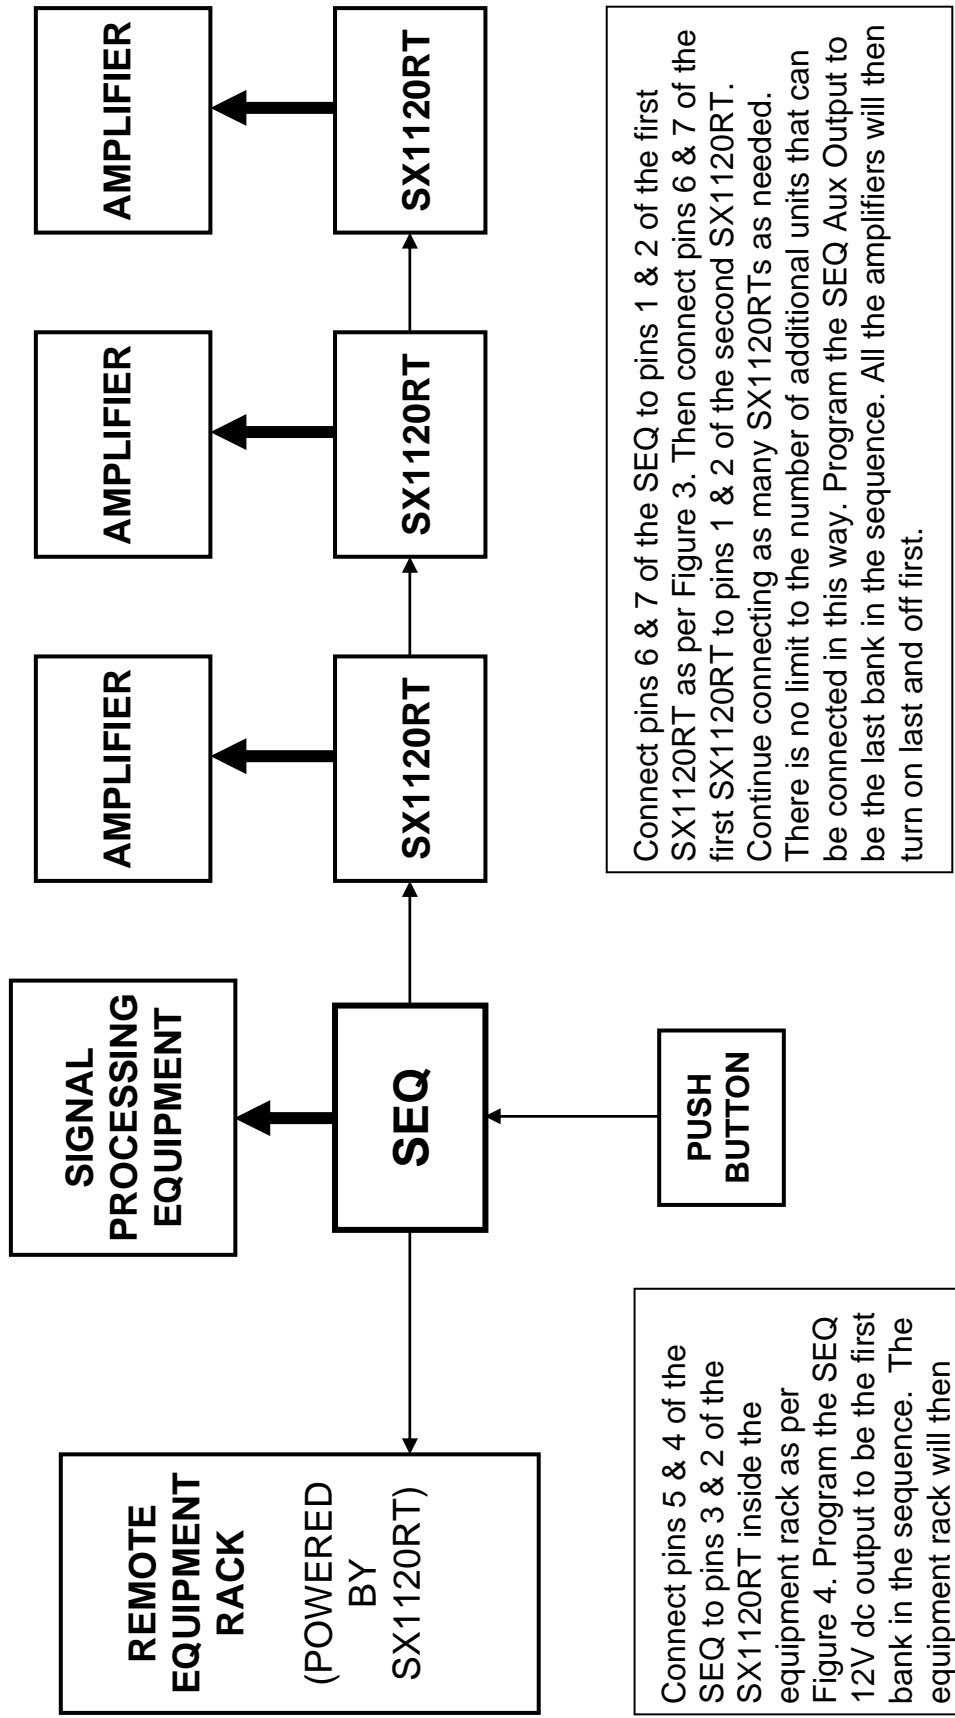 REMOTE
EQUIPMENT
RACK
(POWERED
BY
SX1120RT)
SIGNAL
PROCESSING
EQUIPMENT
SEQ
PUSH
BUTTON
AMPLIFIER
AMPLIFIER
AMPLIFIER
SX1120RT
SX1120RT
SX1120RT
Connect pins 5 & 4 of the
SEQ to pins 3 & 2 of the
SX1120RT inside the
equipment rack as per
Figure 4. Program the SEQ
12V dc output to be the first
bank in the sequence.  The
equipment rack will then
Connect pins 6 & 7 of the SEQ to pins 1 & 2 of the first
SX1120RT as per Figure 3. Then connect pins 6 & 7 of the
first SX1120RT to pins 1 & 2 of the second SX1120RT.
Continue connecting as many SX1120RTs as needed.
There is no limit to the number of additional units that can
be connected in this way. Program the SEQ Aux Output to
be the last bank in the sequence. All the amplifiers will then
turn on last and off first.